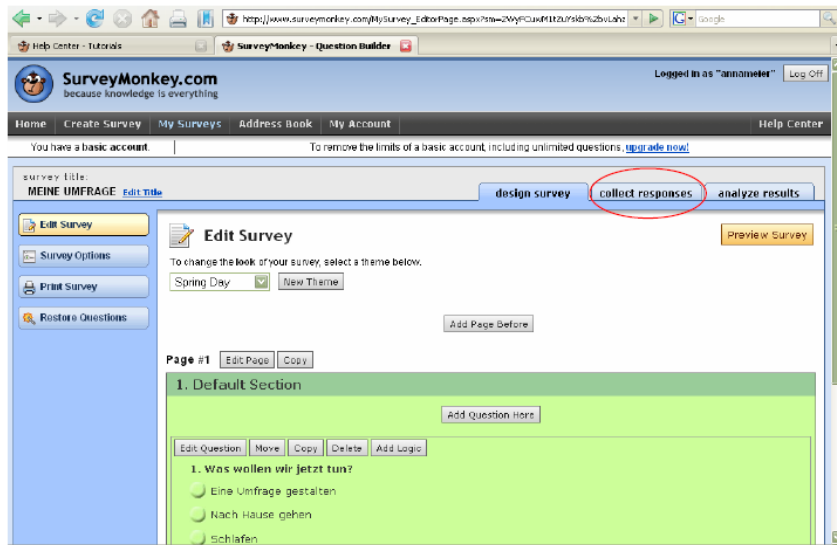 http://www.surveymonkey.com/MySurvey_EditorPage.aspx?sm=
Google
Help Center - Tutorials
SurveyMonkey - Question Builder
SurveyMonkey.com
because knowledge is everything
Logged in as "annameier" Log Off
Home Create Survey My Surveys Address Book My Account Help Center
You have a basic account. To remove the limits of a basic account, including unlimited questions, upgrade now!
survey title:
MEINE UMFRAGE Edit Title
design survey collect responses analyze results
Edit Survey
Survey Options
Print Survey
Restore Questions
Edit Survey
Preview Survey
To change the look of your survey, select a theme below.
Spring Day New Theme
Add Page Before
Page #1 Edit Page Copy
1. Default Section
Add Question Here
Edit Question Move Copy Delete Add Logic
1. Was wollen wir jetzt tun?
Eine Umfrage gestalten
Nach Hause gehen
Schlafen